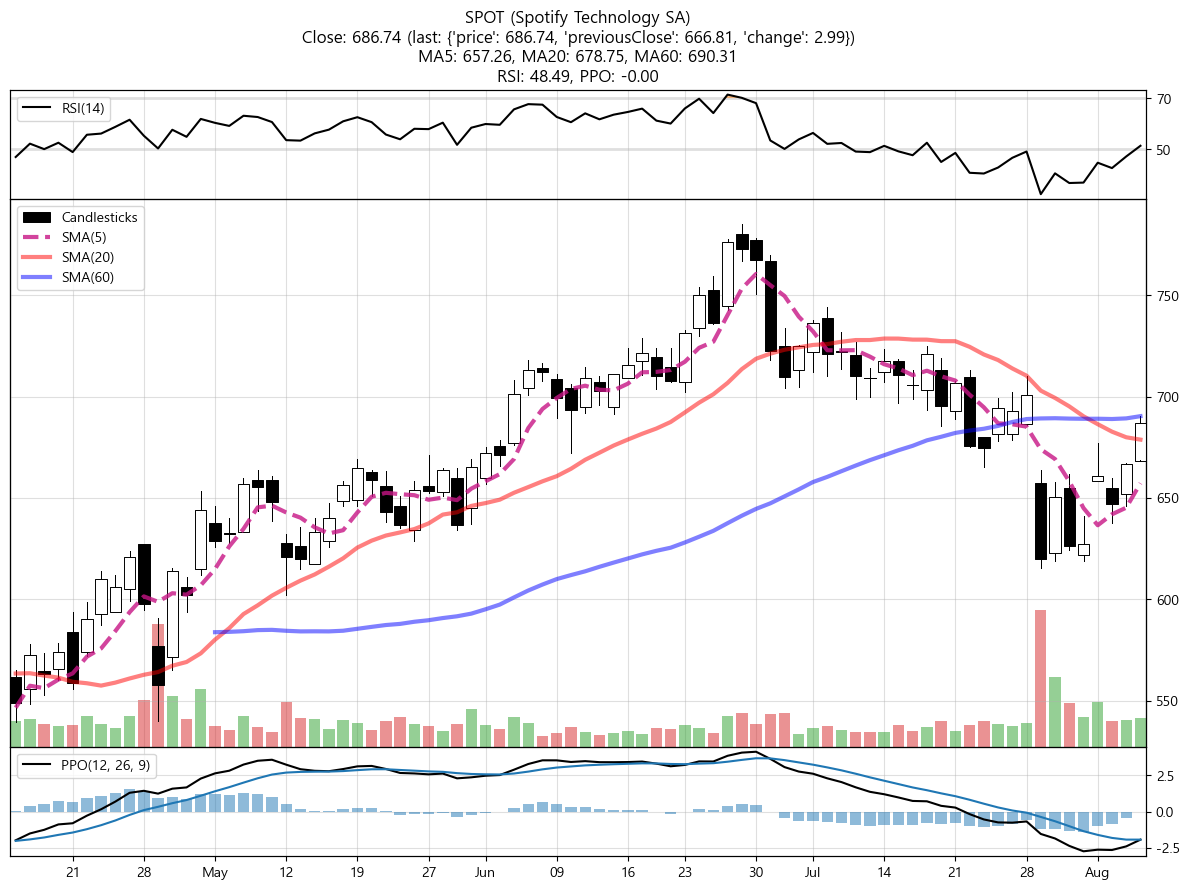 SPOT (Spotify Technology SA)
Close: 686.74 (last: {'price': 686.74, 'previousClose': 666.81, 'change': 2.99})
MA5: 657.26, MA20: 678.75, MA60: 690.31
RSI: 48.49, PPO: -0.00
RSI(14)
70
50
Candlesticks
SMA(5)
SMA(20)
SMA(60)
750
700
650
600
550
PPO(12, 26, 9)
2.5
0.0
−2.5
21
28
May
12
19
27
Jun
09
16
23
30
Jul
14
21
28
Aug